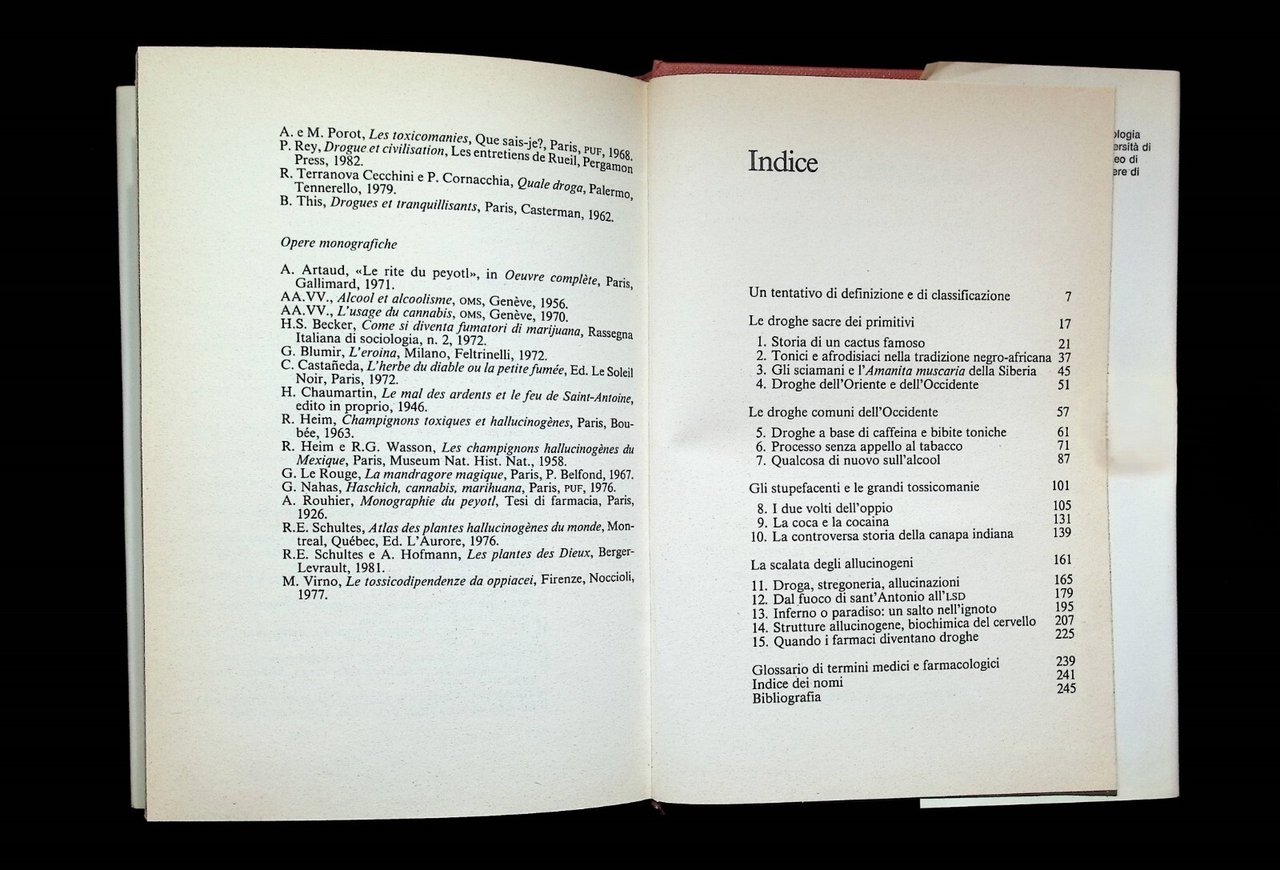 A. e M. Porot, Les toxicomanies, Que sais-je?, Paris, PUF, 1968.
P. Rey, Drogue et civilisation, Les entretiens de Rueil, Pergamon
Press, 1982.
R. Terranova Cecchini e P. Cornacchia, Quale droga, Palermo,
Tennerello, 1979.
B. This, Drogues et tranquillisants, Paris, Casterman, 1962.
Opere monografiche
A. Artaud, «Le rite du peyotl», in Oeuvre complète, Paris,
Gallimard, 1971.
AA.VV., Alcool et alcoolisme, OMS, Genève, 1956.
AA.VV., L'usage du cannabis, OMS, Genève, 1970.
H.S. Becker, Come si diventa fumatori di marijuana, Rassegna
Italiana di sociologia, n. 2, 1972.
G. Blumir, L'eroina, Milano, Feltrinelli, 1972.
C. Castañeda, L'herbe du diable ou la petite fumée, Ed. Le Soleil
Noir, Paris, 1972.
H. Chaumartin, Le mal des ardents et le feu de Saint-Antoine,
edito in proprio, 1946.
R. Heim, Champignons toxiques et hallucinogènes, Paris, Bou-
bée, 1963.
R. Heim e R.G. Wasson, Les champignons hallucinogènes du
Mexique, Paris, Museum Nat. Hist. Nat., 1958.
G. Le Rouge, La mandragore magique, Paris, P. Belfond, 1967.
G. Nahas, Haschich, cannabis, marihuana, Paris, PUF, 1976.
A. Rouhier, Monographie du peyotl, Tesi di farmacia, Paris,
1926.
R.E. Schultes, Atlas des plantes hallucinogènes du monde, Mon-
treal, Québec, Ed. L'Aurore, 1976.
R.E. Schultes e A. Hofmann, Les plantes des Dieux, Berger-
Levrault, 1981.
M. Virno, Le tossicodipendenze da oppiacei, Firenze, Noccioli,
1977.
Indice
Un tentativo di definizione e di classificazione 7
Le droghe sacre dei primitivi 17
1. Storia di un cactus famoso 21
2. Tonici e afrodisiaci nella tradizione negro-africana 37
3. Gli sciamani e l'Amanita muscaria della Siberia 45
4. Droghe dell'Oriente e dell'Occidente 51
Le droghe comuni dell'Occidente 57
5. Droghe a base di caffeina e bibite toniche 61
6. Processo senza appello al tabacco 71
7. Qualcosa di nuovo sull'alcool 87
Gli stupefacenti e le grandi tossicomanie 101
8. I due volti dell'oppio 105
9. La coca e la cocaina 131
10. La controversa storia della canapa indiana 139
La scalata degli allucinogeni 161
11. Droga, stregoneria, allucinazioni 165
12. Dal fuoco di sant'Antonio all'LSD 179
13. Inferno o paradiso: un salto nell'ignoto 195
14. Strutture allucinogene, biochimica del cervello 207
15. Quando i farmaci diventano droghe 225
Glossario di termini medici e farmacologici 239
Indice dei nomi 241
Bibliografia 245
ologia
ersità di
eo di
ere di